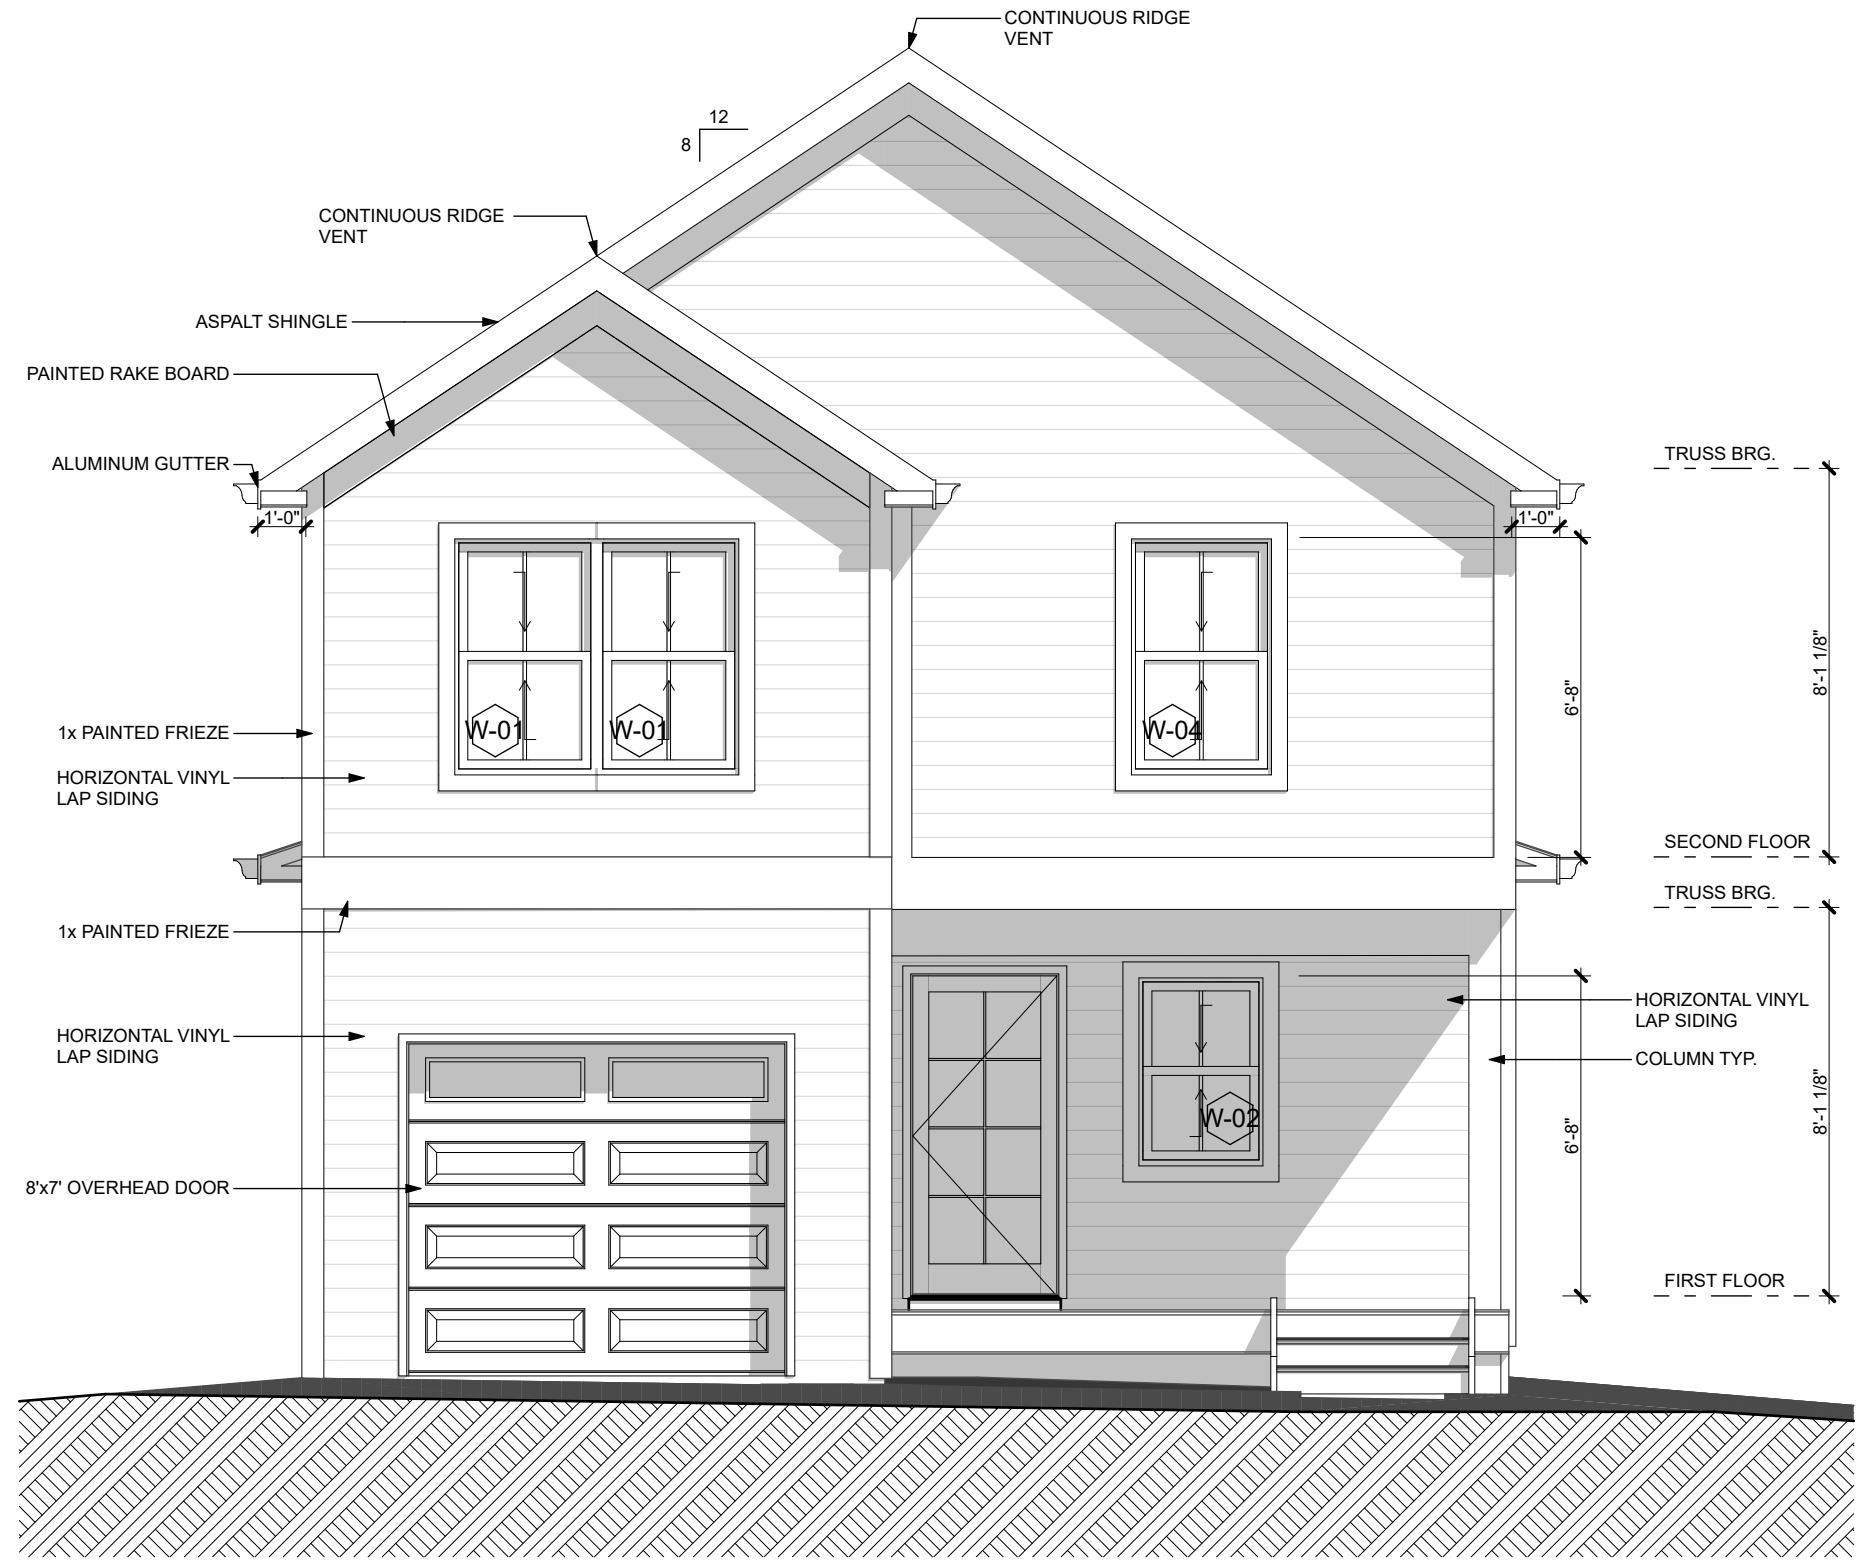 CONTINUOUS RIDGE
VENT
12
8
CONTINUOUS RIDGE
VENT
ASPALT SHINGLE
PAINTED RAKE BOARD
ALUMINUM GUTTER
TRUSS BRG.
1'-0"
1'-0"
8'-1 1/8"
6'-8"
W-01
W-01
W-04
1x PAINTED FRIEZE
HORIZONTAL VINYL
LAP SIDING
SECOND FLOOR
TRUSS BRG.
1x PAINTED FRIEZE
HORIZONTAL VINYL
LAP SIDING
HORIZONTAL VINYL
LAP SIDING
COLUMN TYP.
W-02
6'-8"
8'-1 1/8"
8'x7' OVERHEAD DOOR
FIRST FLOOR